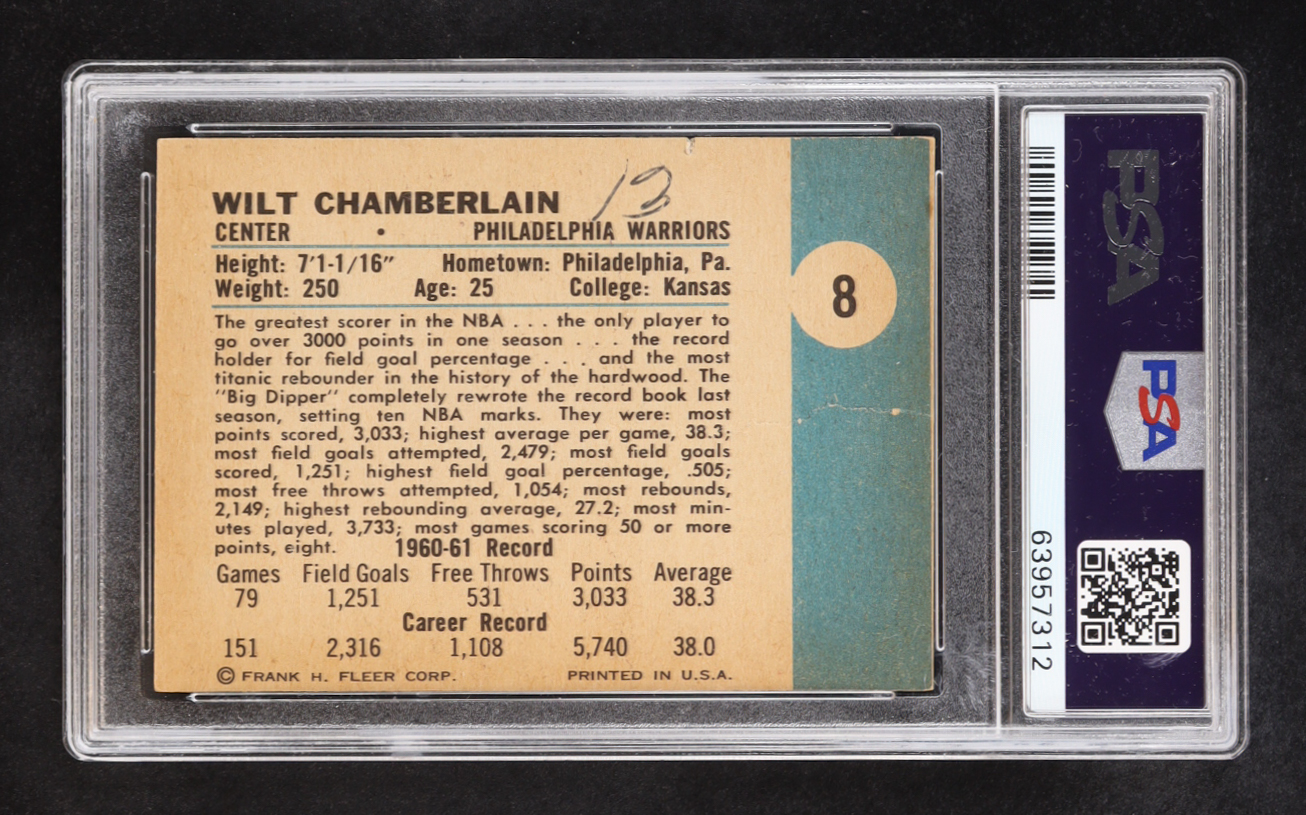 13
WILT CHAMBERLAIN
CENTER • PHILADELPHIA WARRIORS
Height: 7'1-1/16" Hometown: Philadelphia, Pa.
Weight: 250 Age: 25 College: Kansas
The greatest scorer in the NBA . . . the only player to
go over 3000 points in one season . . . the record
holder for field goal percentage . . . and the most
titanic rebounder in the history of the hardwood. The
"Big Dipper" completely rewrote the record book last
season, setting ten NBA marks. They were: most
points scored, 3,033; highest average per game, 38.3;
most field goals attempted, 2,479; most field goals
scored, 1,251; highest field goal percentage, .505;
most free throws attempted, 1,054; most rebounds,
2,149; highest rebounding average, 27.2; most min-
utes played, 3,733; most games scoring 50 or more
points, eight.
1960-61 Record
Games Field Goals Free Throws Points Average
79 1,251 531 3,033 38.3
Career Record
151 2,316 1,108 5,740 38.0
© FRANK H. FLEER CORP. PRINTED IN U.S.A.
8
PSA
PSA
63957312